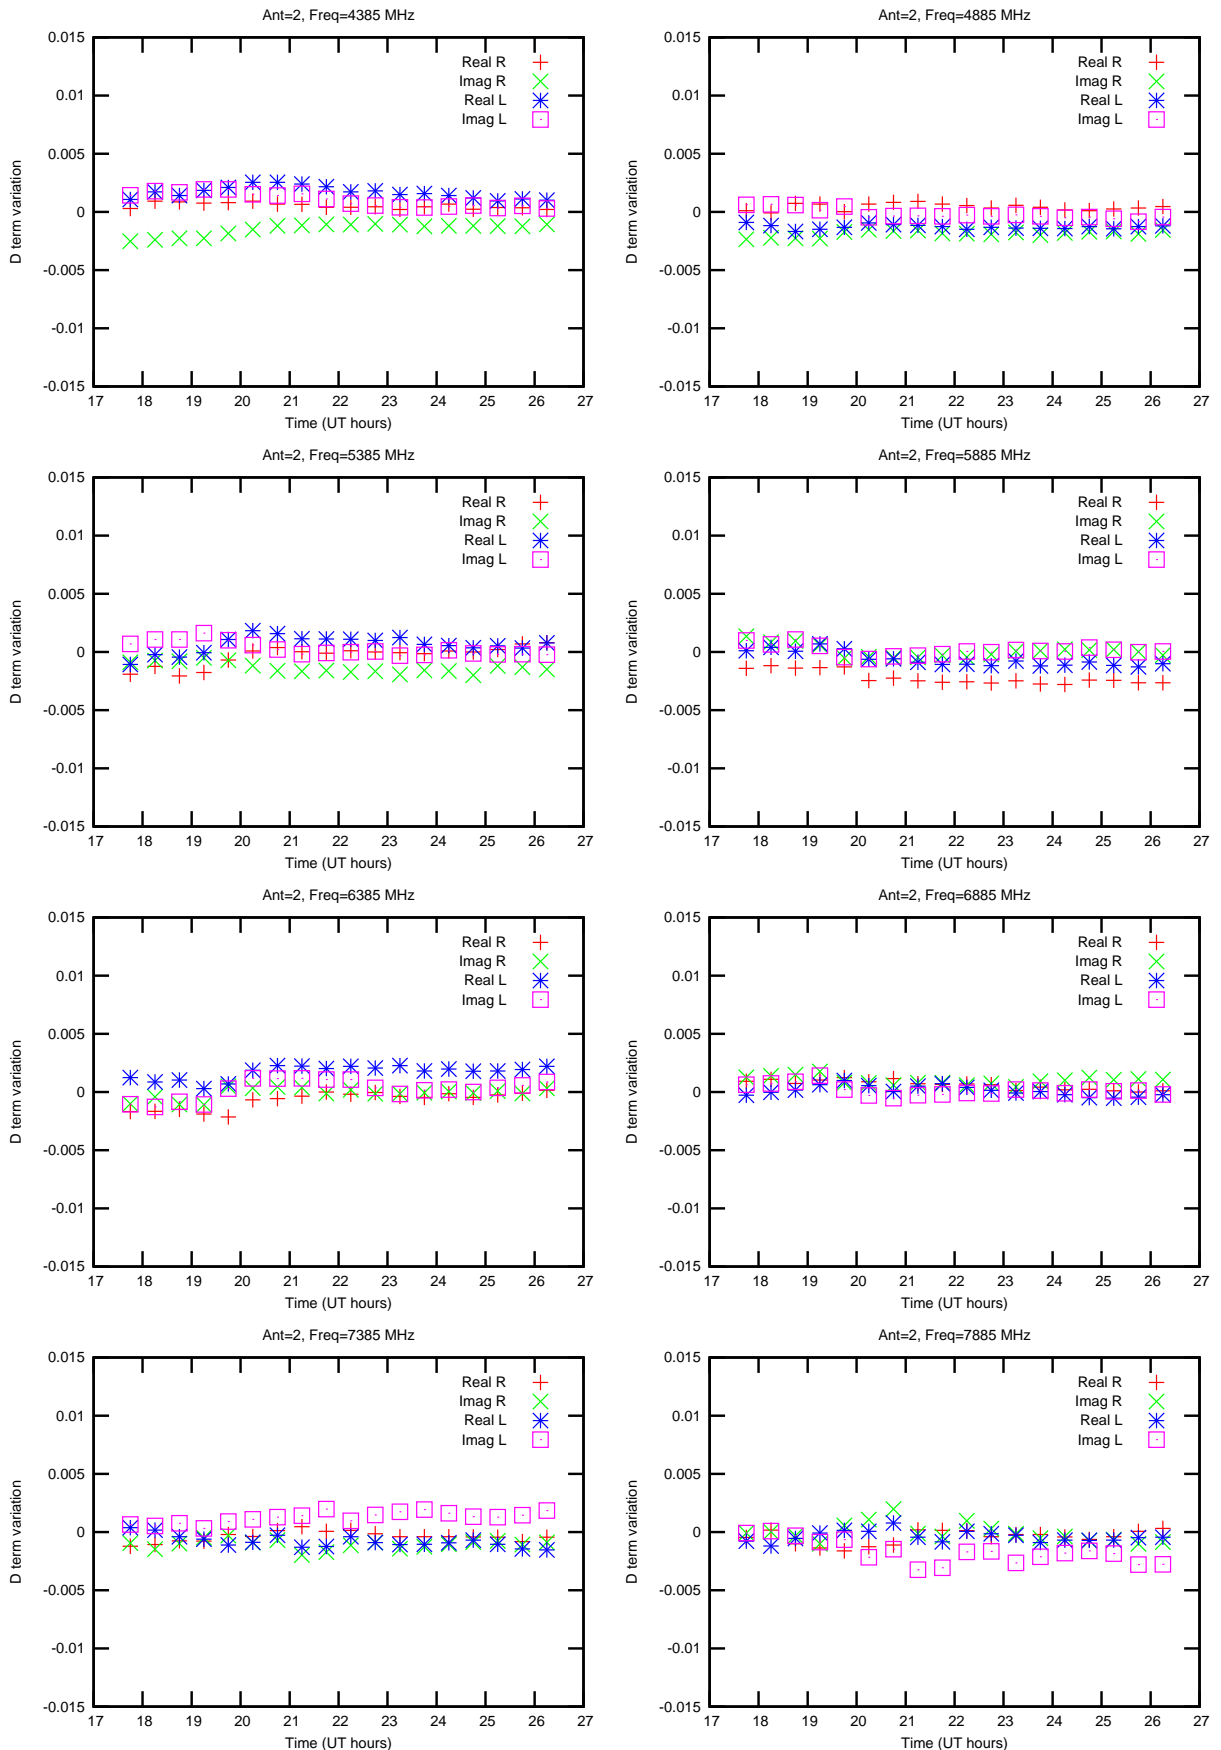 Ant=2, Freq=4385 MHz
0.015
0.01
0.005
0
-0.005
-0.01
-0.015
D term variation
Real R
Imag R
Real L
Imag L
17 18 19 20 21 22 23 24 25 26 27
Time (UT hours)
Ant=2, Freq=4885 MHz
0.015
0.01
0.005
0
-0.005
-0.01
-0.015
D term variation
Real R
Imag R
Real L
Imag L
17 18 19 20 21 22 23 24 25 26 27
Time (UT hours)
Ant=2, Freq=5385 MHz
0.015
0.01
0.005
0
-0.005
-0.01
-0.015
D term variation
Real R
Imag R
Real L
Imag L
17 18 19 20 21 22 23 24 25 26 27
Time (UT hours)
Ant=2, Freq=5885 MHz
0.015
0.01
0.005
0
-0.005
-0.01
-0.015
D term variation
Real R
Imag R
Real L
Imag L
17 18 19 20 21 22 23 24 25 26 27
Time (UT hours)
Ant=2, Freq=6385 MHz
0.015
0.01
0.005
0
-0.005
-0.01
-0.015
D term variation
Real R
Imag R
Real L
Imag L
17 18 19 20 21 22 23 24 25 26 27
Time (UT hours)
Ant=2, Freq=6885 MHz
0.015
0.01
0.005
0
-0.005
-0.01
-0.015
D term variation
Real R
Imag R
Real L
Imag L
17 18 19 20 21 22 23 24 25 26 27
Time (UT hours)
Ant=2, Freq=7385 MHz
0.015
0.01
0.005
0
-0.005
-0.01
-0.015
D term variation
Real R
Imag R
Real L
Imag L
17 18 19 20 21 22 23 24 25 26 27
Time (UT hours)
Ant=2, Freq=7885 MHz
0.015
0.01
0.005
0
-0.005
-0.01
-0.015
D term variation
Real R
Imag R
Real L
Imag L
17 18 19 20 21 22 23 24 25 26 27
Time (UT hours)